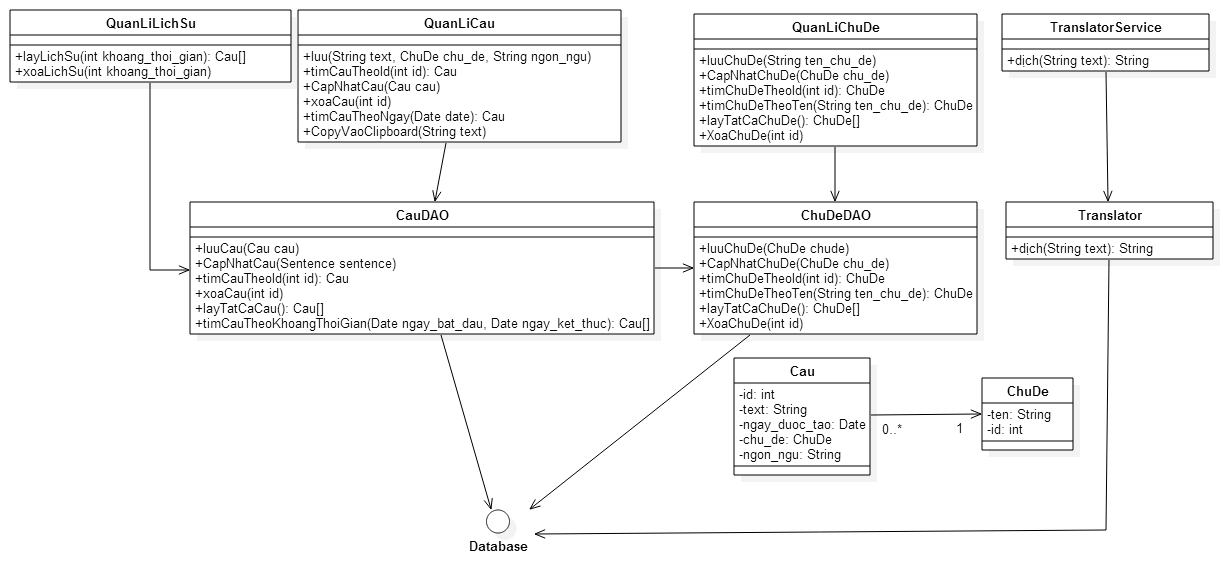 QuanLiLichSu
+layLichSu(int khoang_thoi_gian): Cau[]
+xoaLichSu(int khoang_thoi_gian)
QuanLiCau
+luu(String text, ChuDe chu_de, String ngon_ngu)
+timCauTheoId(int id): Cau
+CapNhatCau(Cau cau)
+xoaCau(int id)
+timCauTheoNgay(Date date): Cau
+CopyVaoClipboard(String text)
QuanLiChuDe
+luuChuDe(String ten_chu_de)
+CapNhatChuDe(ChuDe chu_de)
+timChuDeTheoId(int id): ChuDe
+timChuDeTheoTen(String ten_chu_de): ChuDe
+layTatCaChuDe(): ChuDe[]
+XoaChuDe(int id)
TranslatorService
+dịch(String text): String
CauDAO
+luuCau(Cau cau)
+CapNhatCau(Sentence sentence)
+timCauTheoId(int id): Cau
+xoaCau(int id)
+layTatCaCau(): Cau[]
+timCauTheoKhoangThoiGian(Date ngay_bat_dau, Date ngay_ket_thuc): Cau[]
ChuDeDAO
+luuChuDe(ChuDe chude)
+CapNhatChuDe(ChuDe chu_de)
+timChuDeTheoId(int id): ChuDe
+timChuDeTheoTen(String ten_chu_de): ChuDe
+layTatCaChuDe(): ChuDe[]
+XoaChuDe(int id)
Translator
+dịch(String text): String
Cau
-id: int
-text: String
-ngay_duoc_tao: Date
-chu_de: ChuDe
-ngon_ngu: String
0..*
1
ChuDe
-ten: String
-id: int
Database